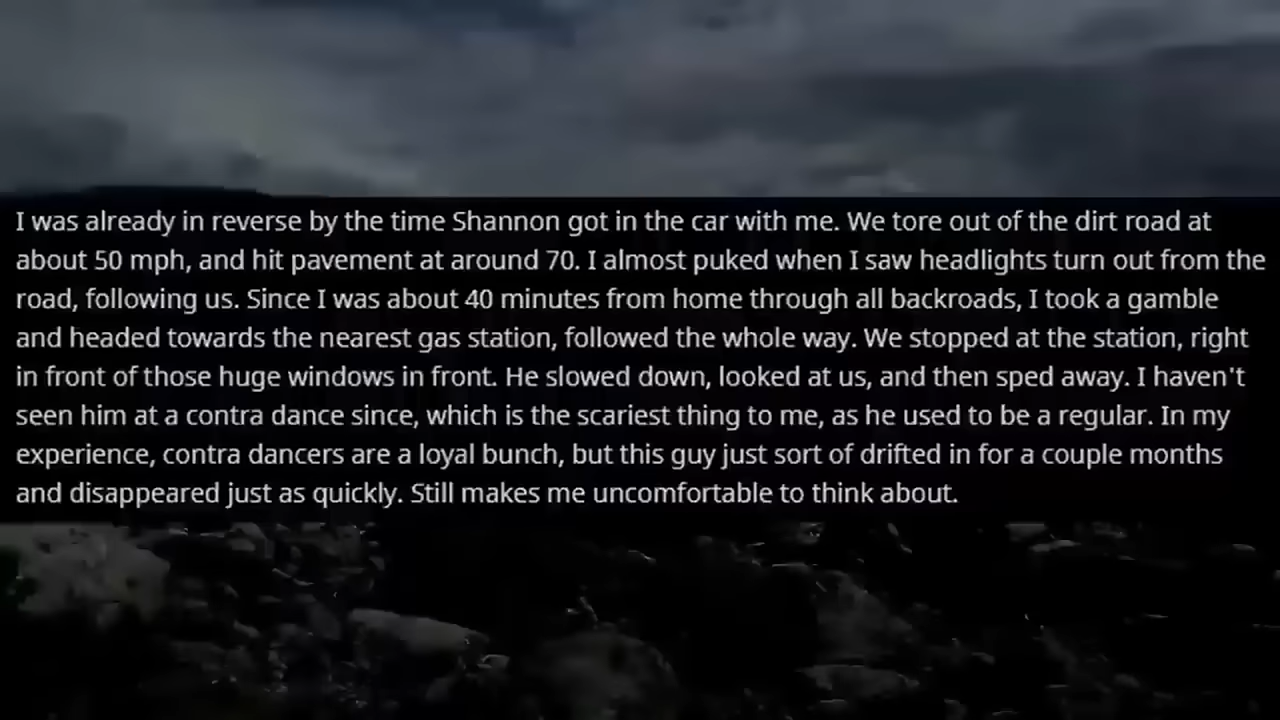 I was already in reverse by the time Shannon got in the car with me. We tore out of the dirt road at
about 50 mph, and hit pavement at around 70. I almost puked when I saw headlights turn out from the
road, following us. Since I was about 40 minutes from home through all backroads, I took a gamble
and headed towards the nearest gas station, followed the whole way. We stopped at the station, right
in front of those huge windows in front. He slowed down, looked at us, and then sped away. I haven't
seen him at a contra dance since, which is the scariest thing to me, as he used to be a regular. In my
experience, contra dancers are a loyal bunch, but this guy just sort of drifted in for a couple months
and disappeared just as quickly. Still makes me uncomfortable to think about.